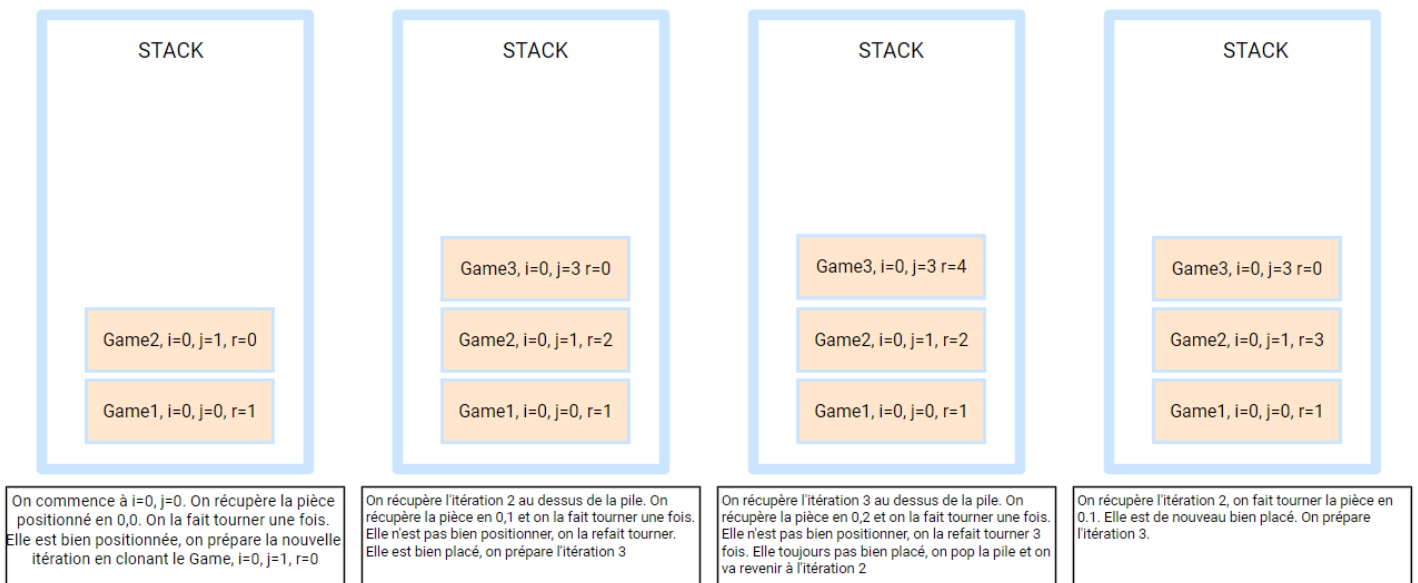 STACK
Game2, i=0, j=1, r=0
Game1, i=0, j=0, r=1
On commence à i=0, j=0. On récupère la pièce
positionné en 0,0. On la fait tourner une fois.
Elle est bien positionnée, on prépare la nouvelle
itération en clonant le Game, i=0, j=1, r=0
STACK
Game3, i=0, j=3 r=0
Game2, i=0, j=1, r=2
Game1, i=0, j=0, r=1
On récupère l'itération 2 au dessus de la pile. On
récupère la pièce en 0,1 et on la fait tourner une fois.
Elle n'est pas bien positionner, on la refait tourner.
Elle est bien placé, on prépare l'itération 3
STACK
Game3, i=0, j=3 r=4
Game2, i=0, j=1, r=2
Game1, i=0, j=0, r=1
On récupère l'itération 3 au dessus de la pile. On
récupère la pièce en 0,2 et on la fait tourner une fois.
Elle n'est pas bien positionner, on la refait tourner 3
fois. Elle toujours pas bien placé, on pop la pile et on
va revenir à l'itération 2
STACK
Game3, i=0, j=3 r=0
Game2, i=0, j=1, r=3
Game1, i=0, j=0, r=1
On récupère l'itération 2, on fait tourner la pièce en
0.1. Elle est de nouveau bien placé. On prépare
l'itération 3.